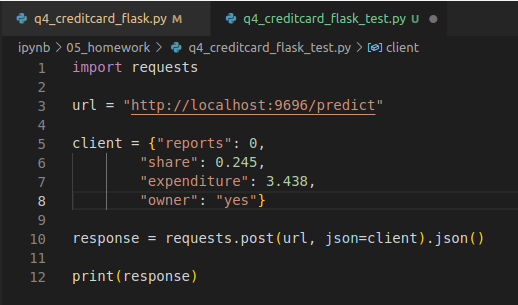 q4_creditcard_flask.py M q4_creditcard_flask_test.py U
ipynb > 05_homework > q4_creditcard_flask_test.py > client
1 import requests
2
3 url = "http://localhost:9696/predict"
4
5 client = {"reports": 0,
6 "share": 0.245,
7 "expenditure": 3.438,
8 "owner": "yes"}
9
10 response = requests.post(url, json=client).json()
11
12 print(response)